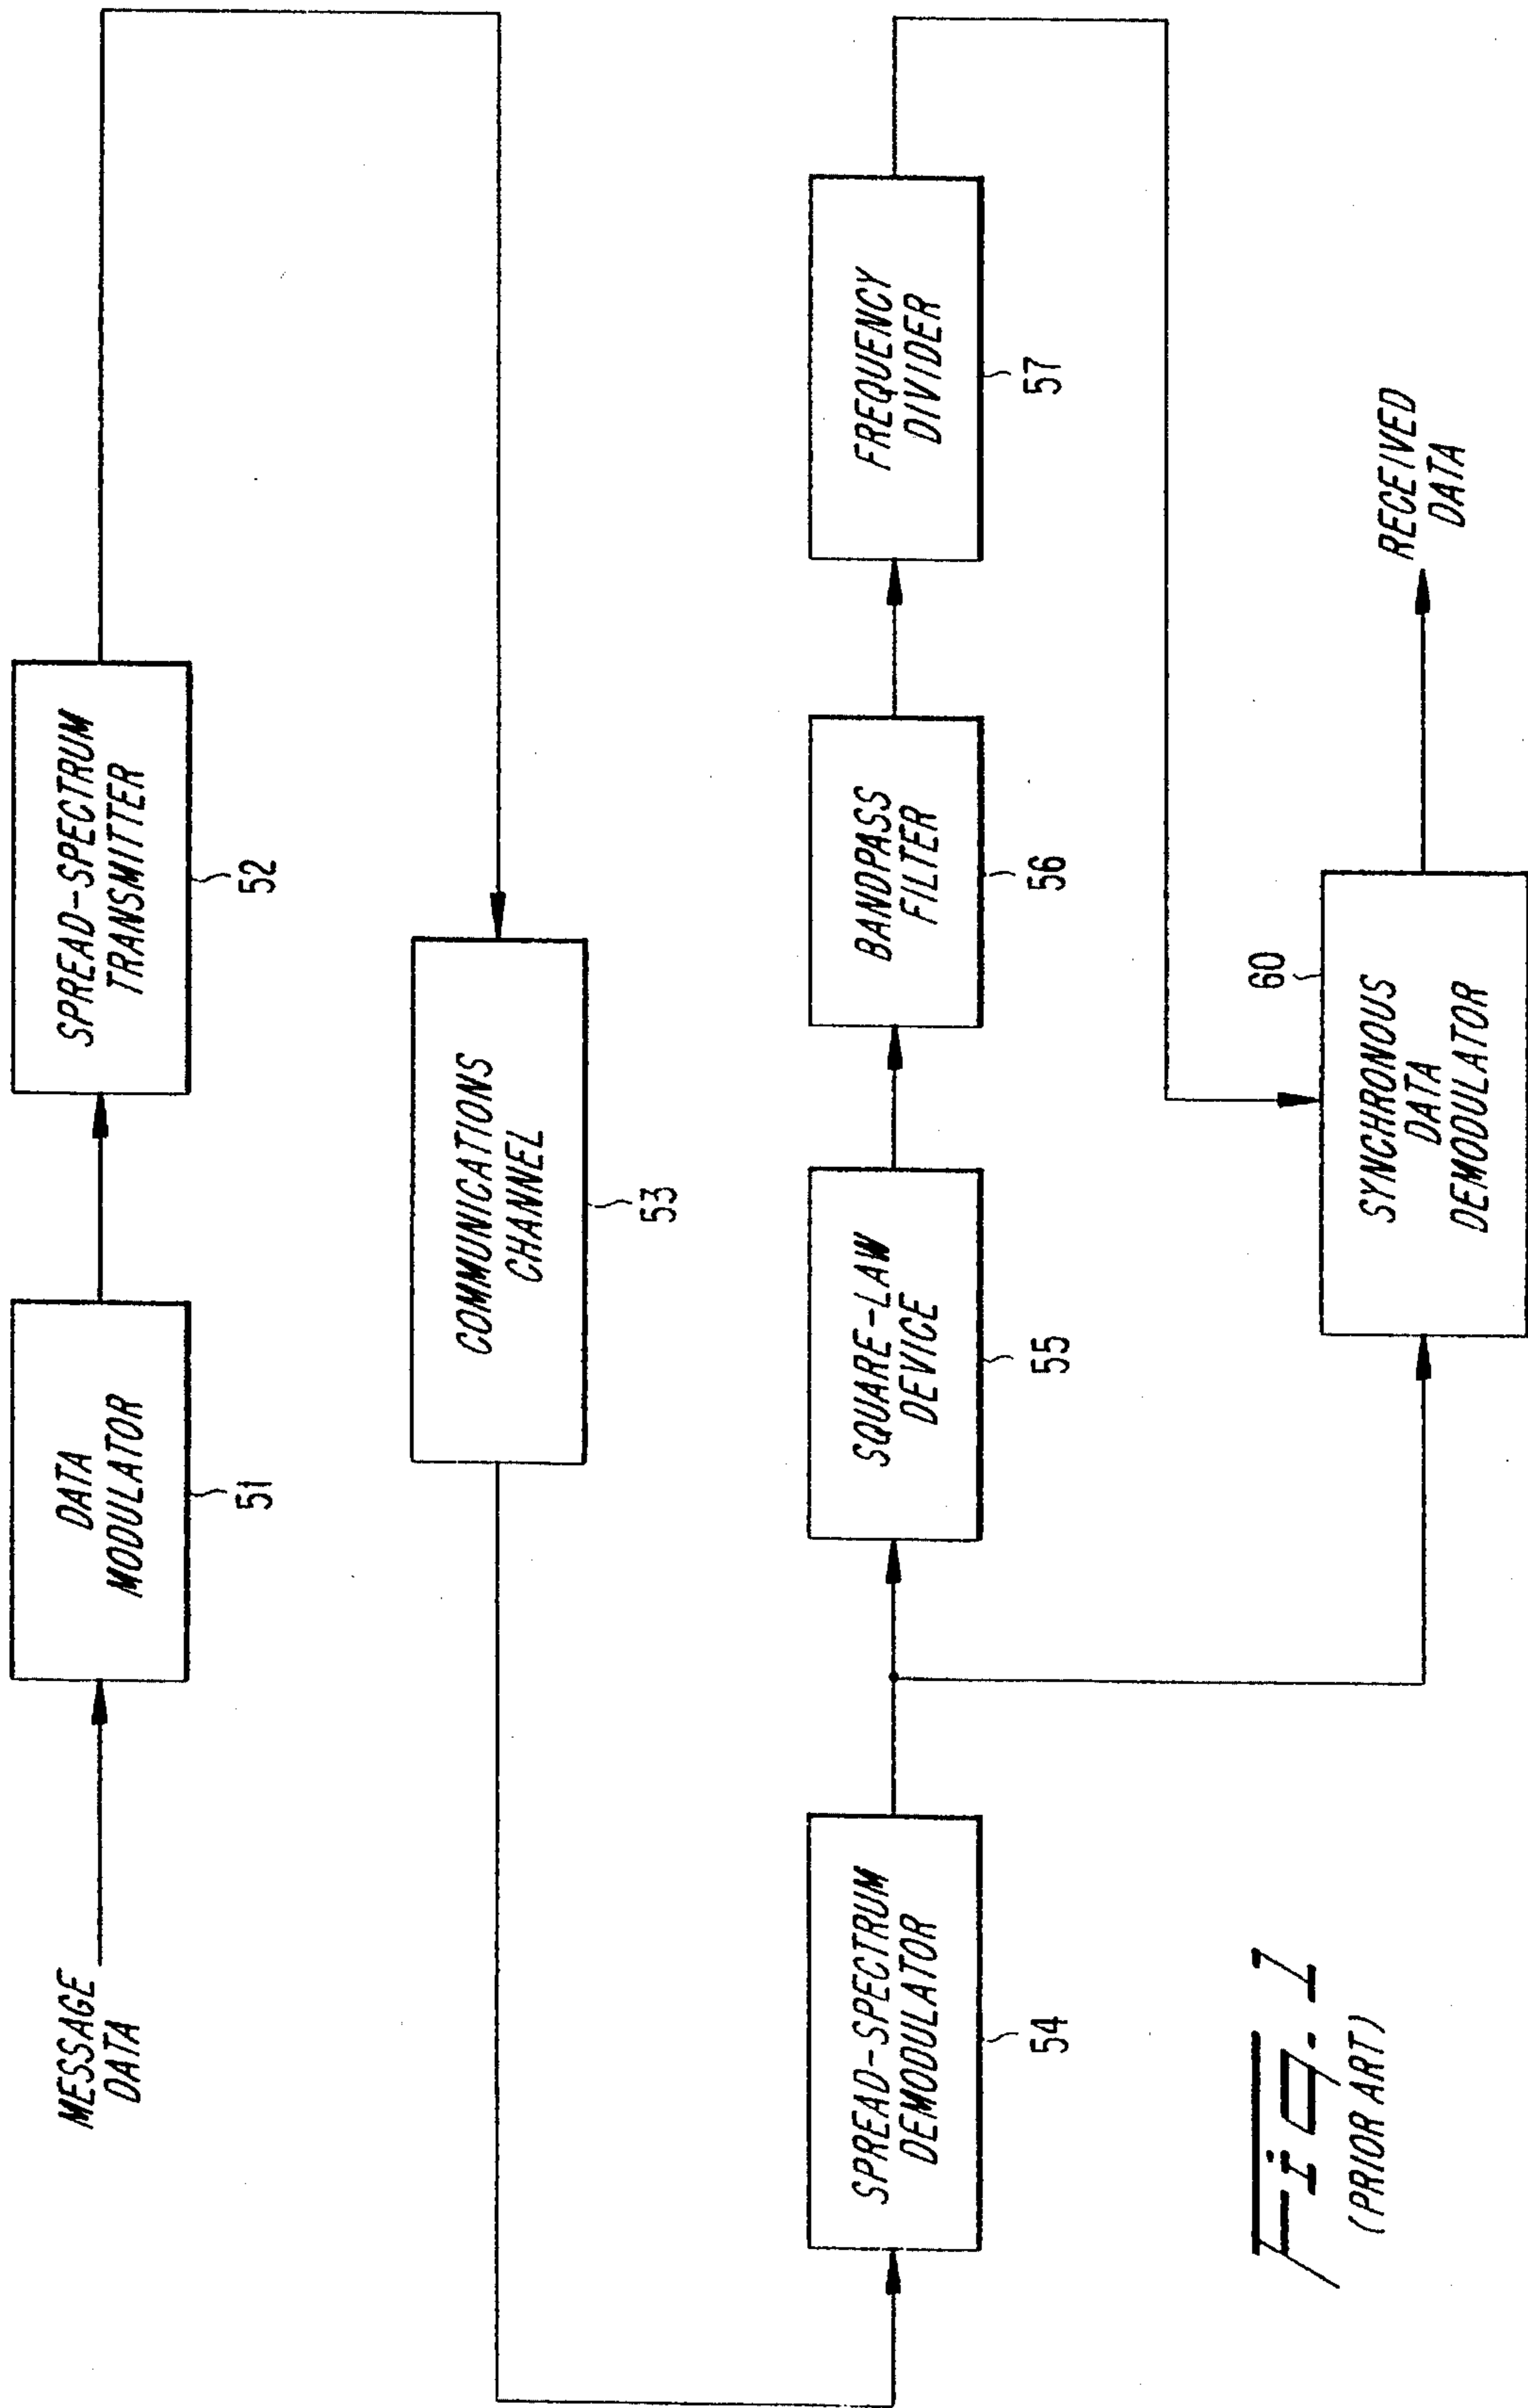 MESSAGE
DATA
DATA
MODULATOR
51
SPREAD-SPECTRUM
TRANSMITTER
52
COMMUNICATIONS
CHANNEL
53
SPREAD-SPECTRUM
DEMODULATOR
54
SQUARE-LAW
DEVICE
55
BANDPASS
FILTER
56
FREQUENCY
DIVIDER
57
60
SYNCHRONOUS
DATA
DEMODULATOR
RECEIVED
DATA
Fig. 1
(PRIOR ART)